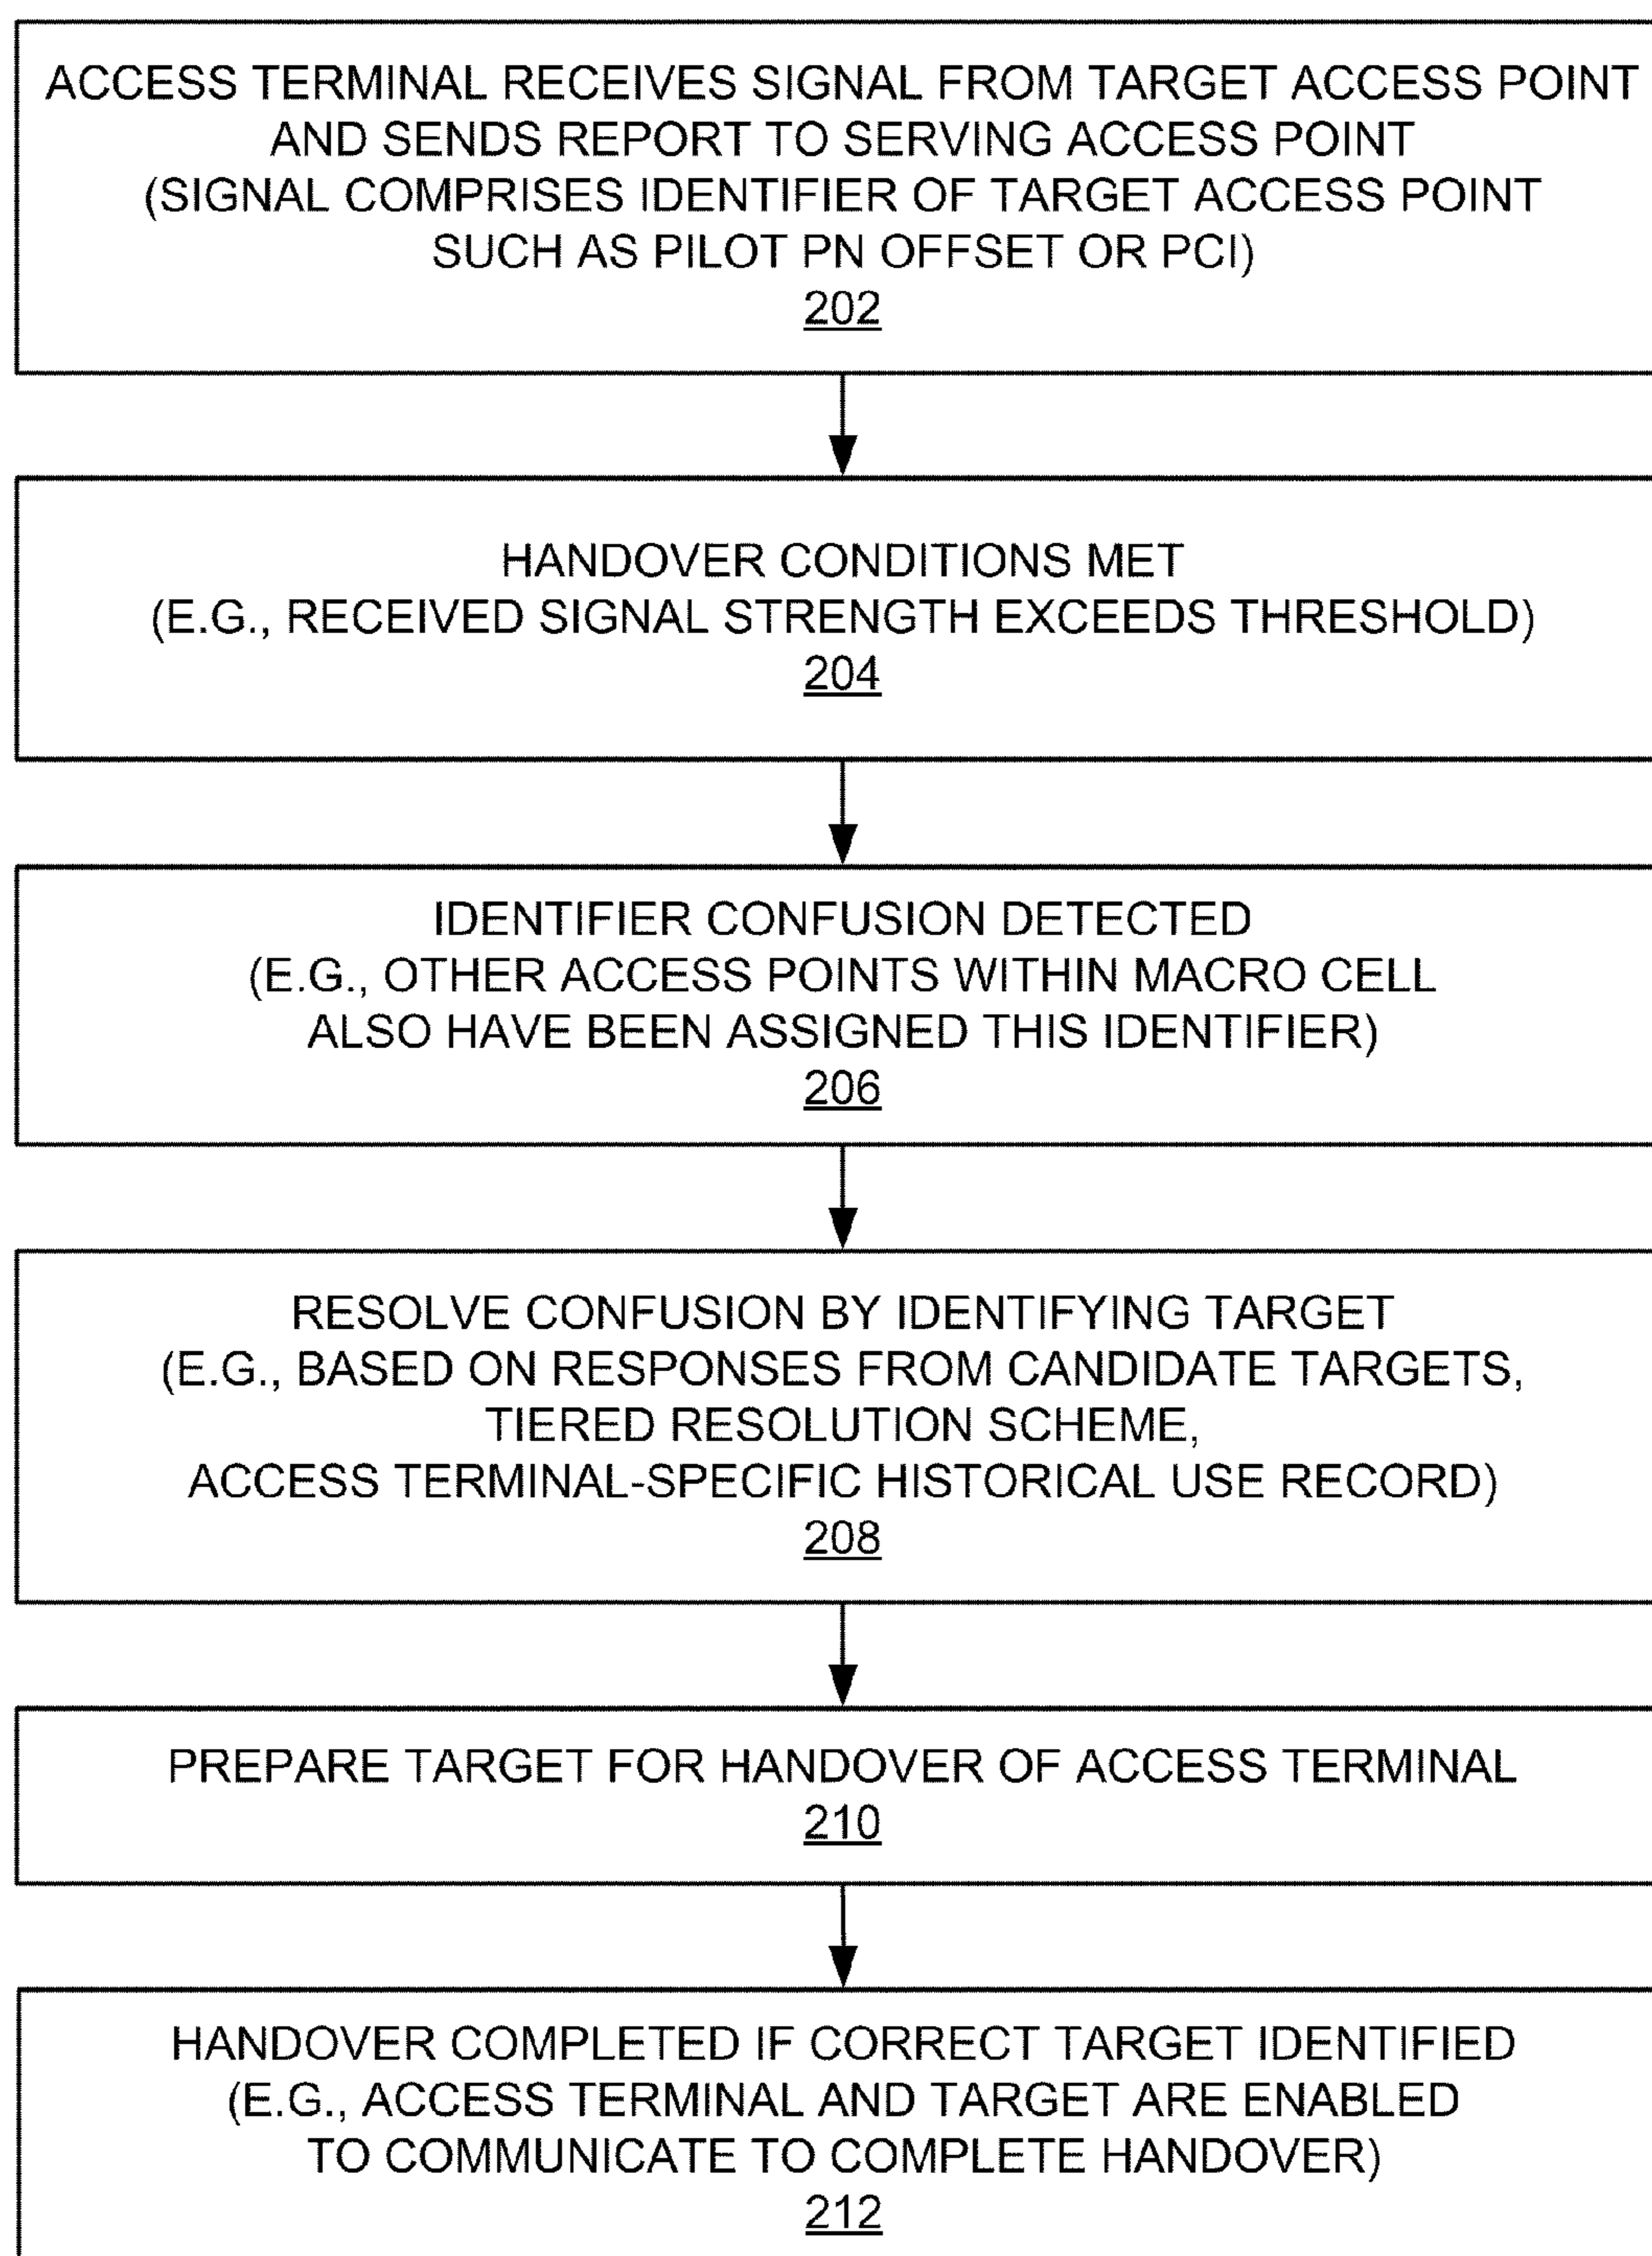 ACCESS TERMINAL RECEIVES SIGNAL FROM TARGET ACCESS POINT
AND SENDS REPORT TO SERVING ACCESS POINT
(SIGNAL COMPRISES IDENTIFIER OF TARGET ACCESS POINT
SUCH AS PILOT PN OFFSET OR PCI)
202
HANDOVER CONDITIONS MET
(E.G., RECEIVED SIGNAL STRENGTH EXCEEDS THRESHOLD)
204
IDENTIFIER CONFUSION DETECTED
(E.G., OTHER ACCESS POINTS WITHIN MACRO CELL
ALSO HAVE BEEN ASSIGNED THIS IDENTIFIER)
206
RESOLVE CONFUSION BY IDENTIFYING TARGET
(E.G., BASED ON RESPONSES FROM CANDIDATE TARGETS,
TIERED RESOLUTION SCHEME,
ACCESS TERMINAL-SPECIFIC HISTORICAL USE RECORD)
208
PREPARE TARGET FOR HANDOVER OF ACCESS TERMINAL
210
HANDOVER COMPLETED IF CORRECT TARGET IDENTIFIED
(E.G., ACCESS TERMINAL AND TARGET ARE ENABLED
TO COMMUNICATE TO COMPLETE HANDOVER)
212